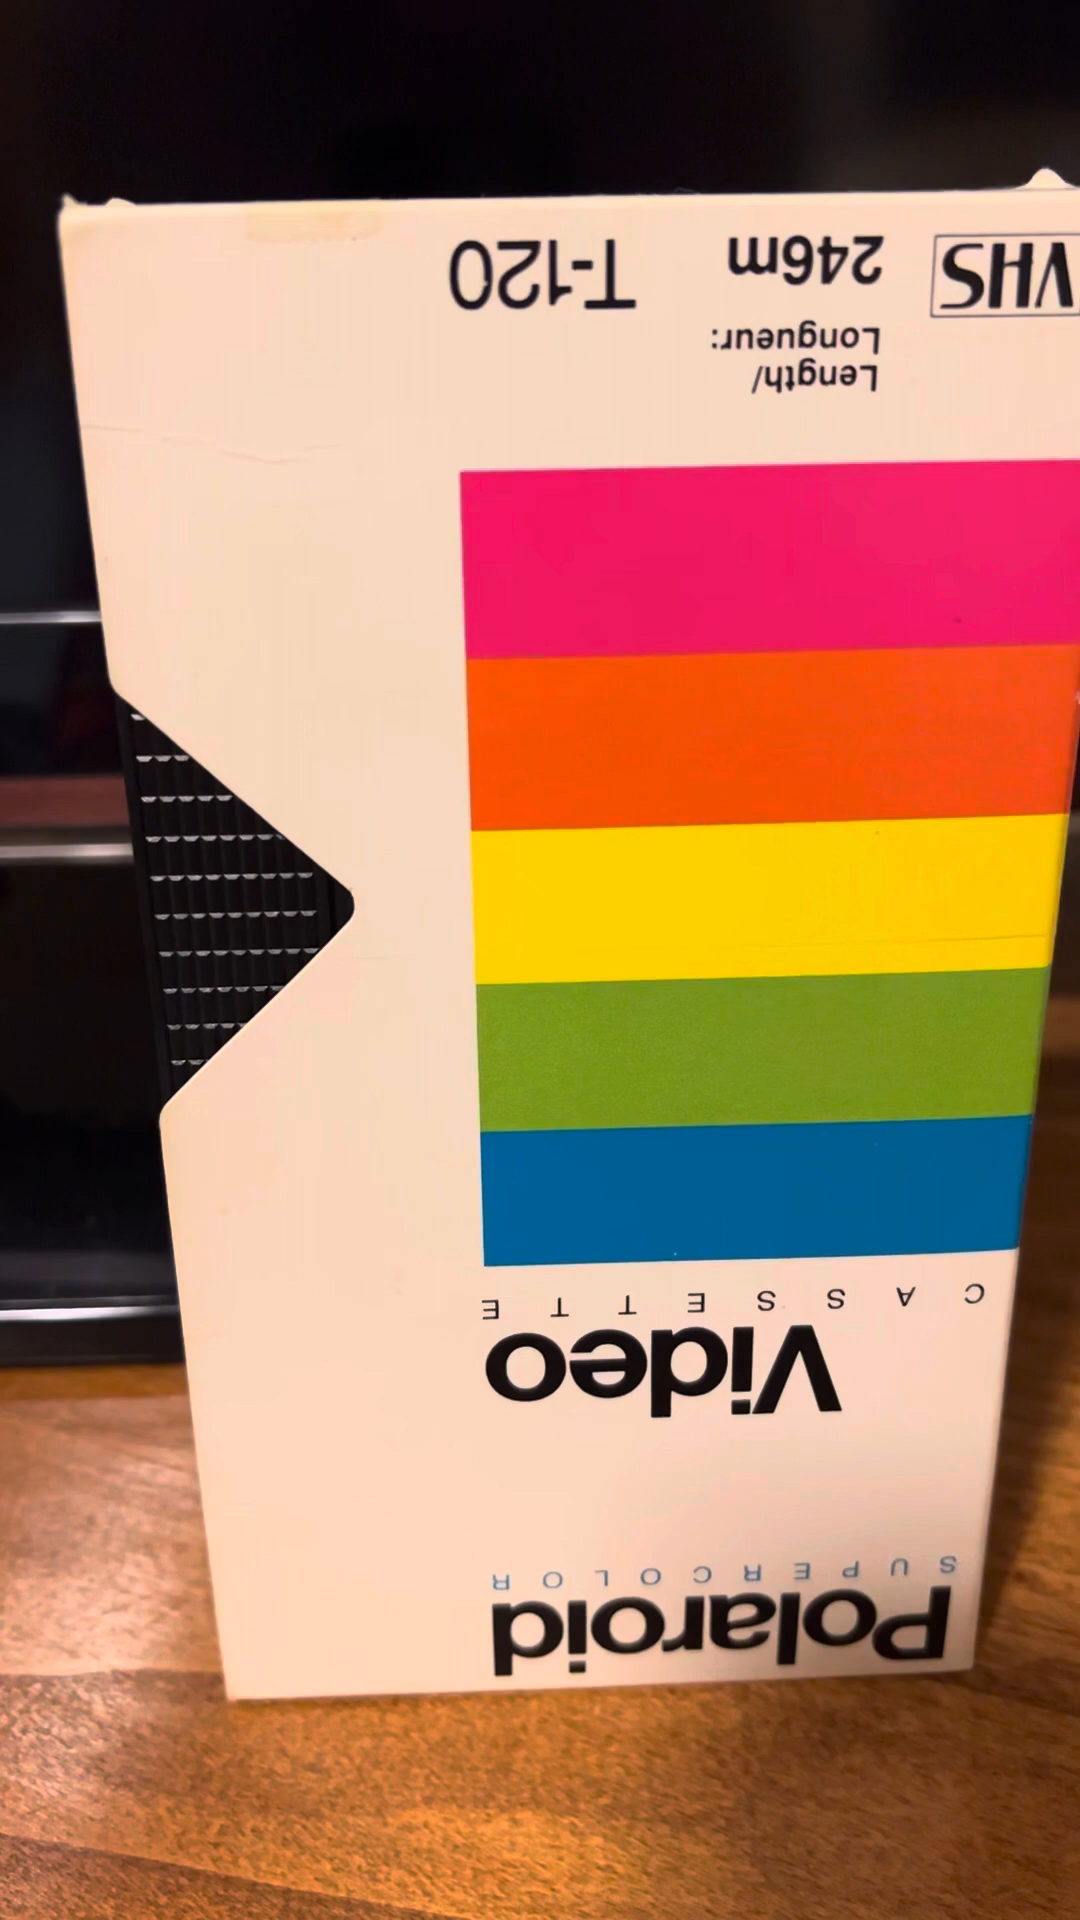 Polaroid
SUPERCOLOR
Video
CASSETTE
Length/
Longueur:
VHS 246m T-120